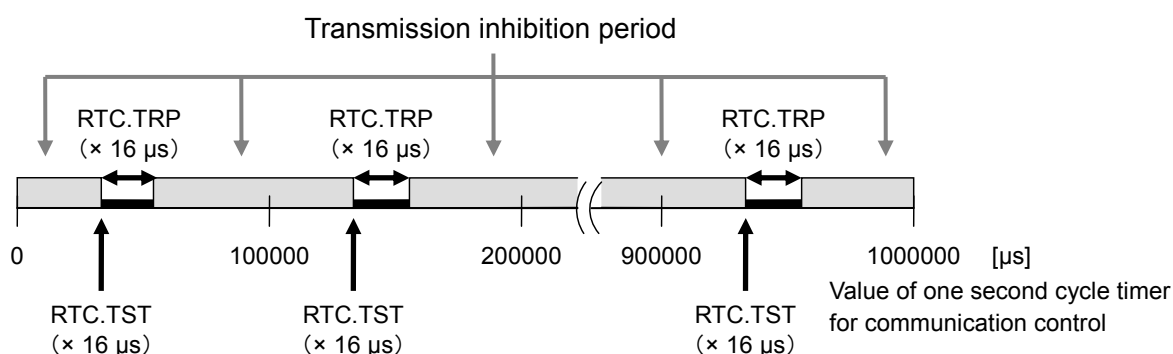 Transmission inhibition period
RTC.TRP
(× 16 µs)
RTC.TRP
(× 16 µs)
RTC.TRP
(× 16 µs)
0
100000
200000
900000
1000000
[µs]
RTC.TST
(× 16 µs)
RTC.TST
(× 16 µs)
RTC.TST
(× 16 µs)
Value of one second cycle timer
for communication control